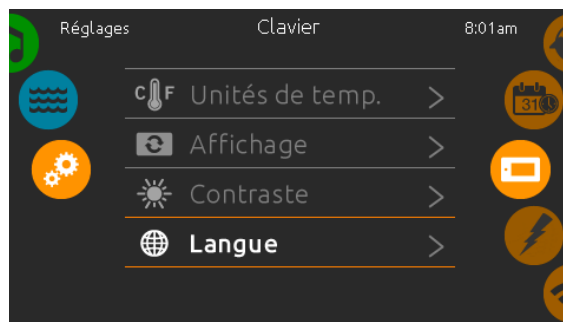 Réglages Clavier 8:01am
C F Unités de temp.
31
Affichage
Contraste
Langue